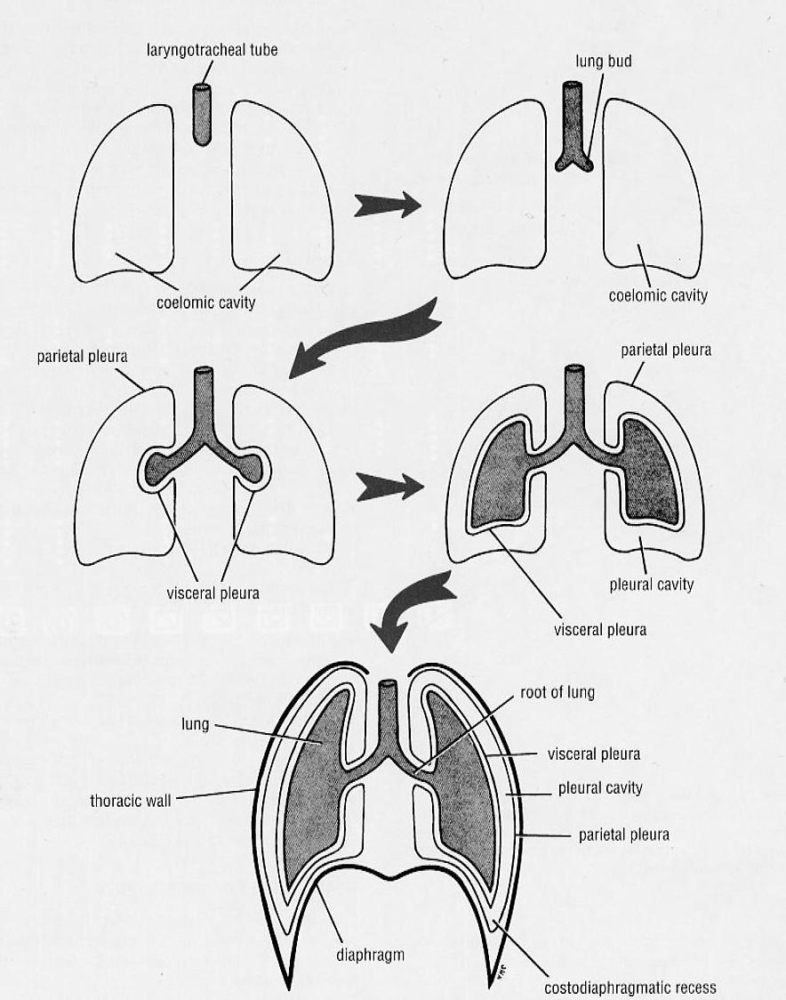 laryngotracheal tube
lung bud
coelomic cavity
coelomic cavity
parietal pleura
parietal pleura
visceral pleura
pleural cavity
visceral pleura
root of lung
lung
visceral pleura
pleural cavity
thoracic wall
parietal pleura
diaphragm
costodiaphragmatic recess